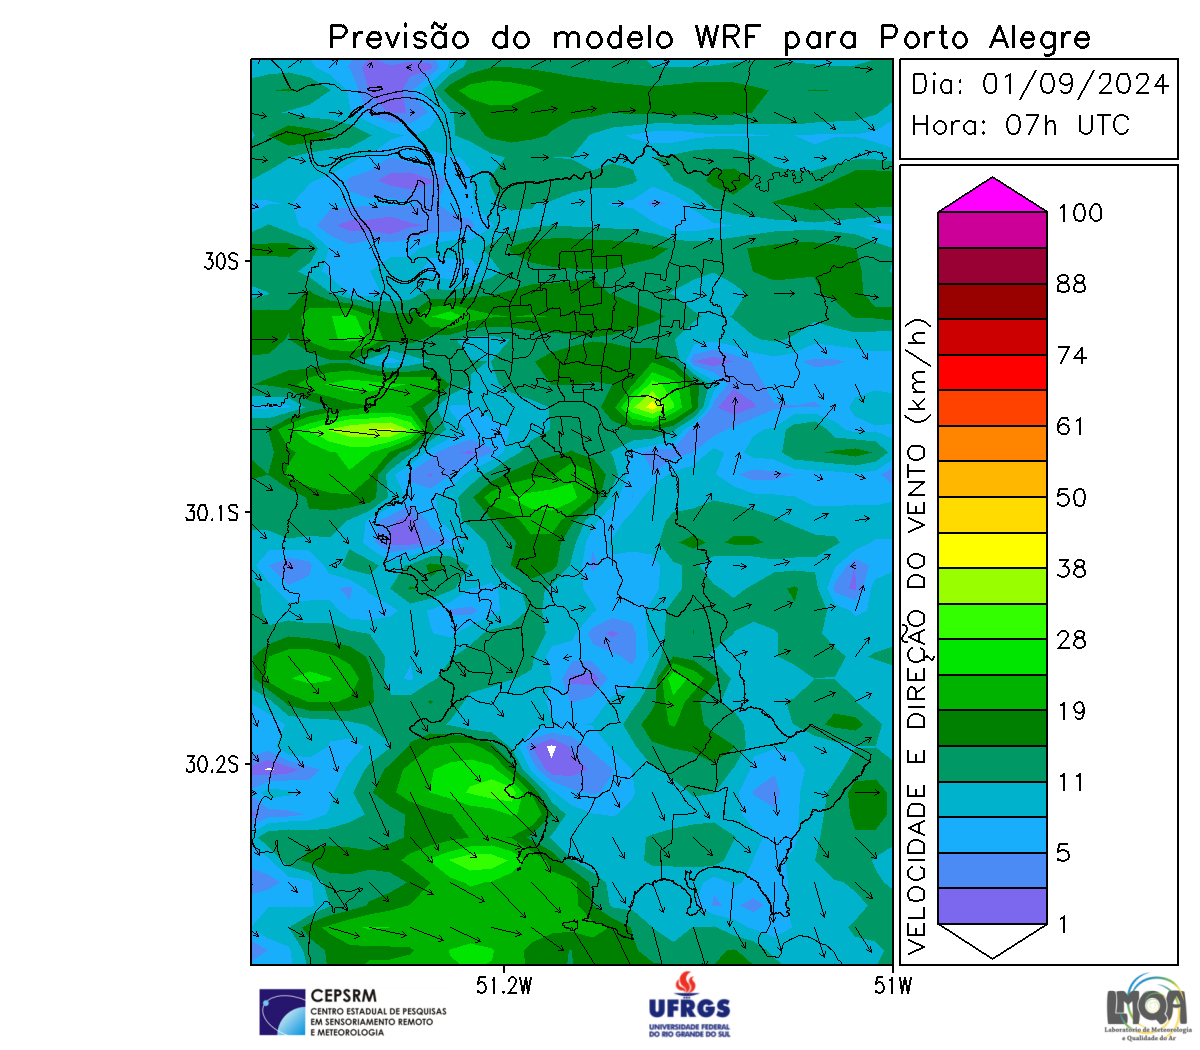 Previsão do modelo WRF para Porto Alegre
Dia: 01/09/2024
Hora: 07h UTC
30S
30.1S
30.2S
51.2W
51W
VELOCIDADE E DIREÇÃO DO VENTO (km/h)
100
88
74
61
50
38
28
19
11
5
1
CEPSRM
CENTRO ESTADUAL DE PESQUISAS
EM SENSORIAMENTO REMOTO
E METEOROLOGIA
UFRGS
UNIVERSIDADE FEDERAL
DO RIO GRANDE DO SUL
LMQA
Laboratório de Meteorologia
e Qualidade do Ar